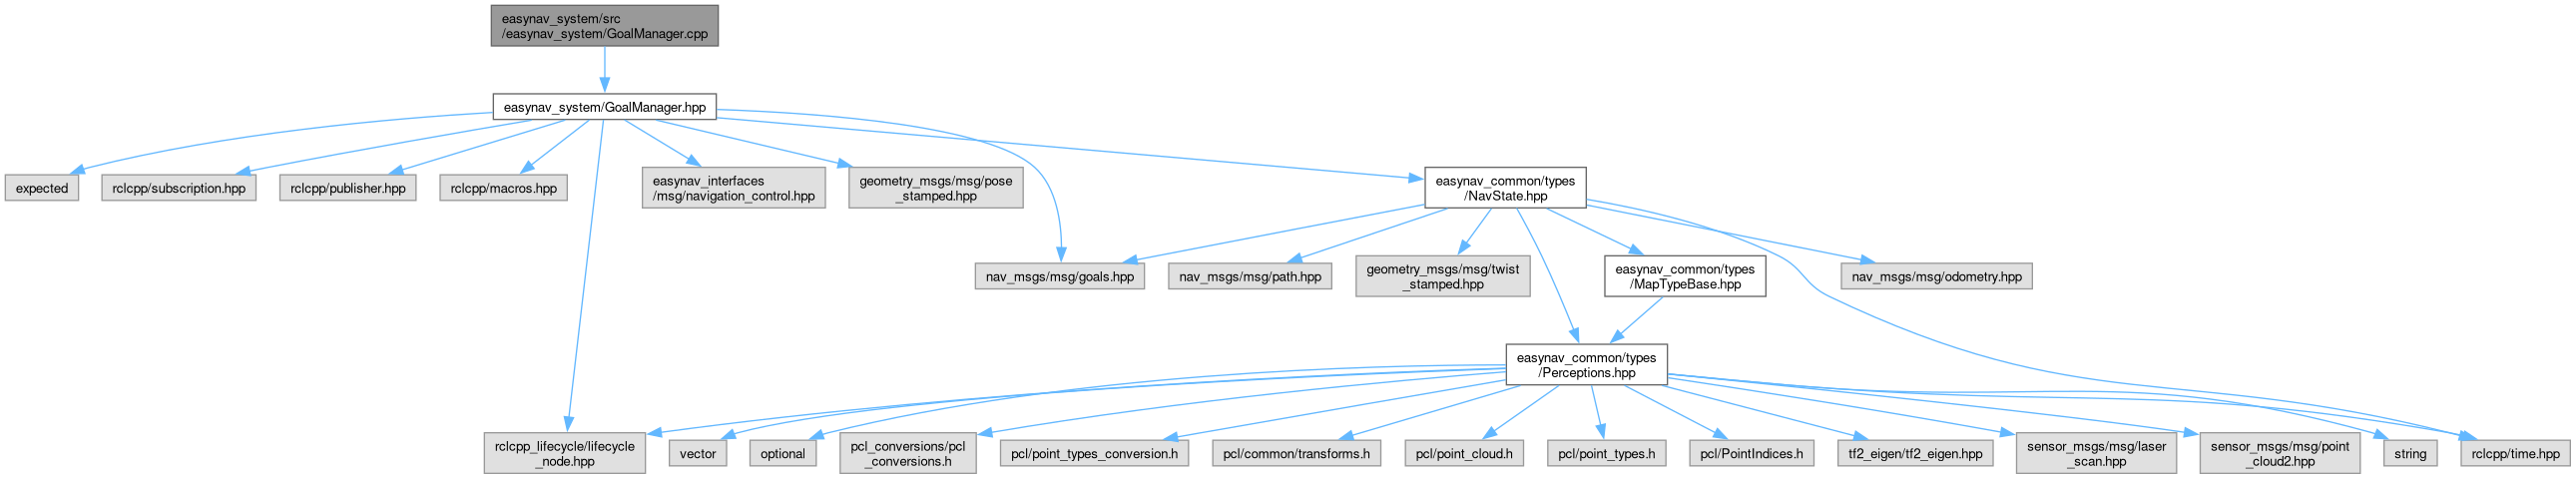 easynav_system/src
/easynav_system/GoalManager.cpp
easynav_system/GoalManager.hpp
expected
rclcpp/subscription.hpp
rclcpp/publisher.hpp
rclcpp/macros.hpp
easynav_interfaces
/msg/navigation_control.hpp
geometry_msgs/msg/pose
_stamped.hpp
easynav_common/types
/NavState.hpp
nav_msgs/msg/goals.hpp
nav_msgs/msg/path.hpp
geometry_msgs/msg/twist
_stamped.hpp
easynav_common/types
/MapTypeBase.hpp
nav_msgs/msg/odometry.hpp
easynav_common/types
/Perceptions.hpp
rclcpp_lifecycle/lifecycle
_node.hpp
vector
optional
pcl_conversions/pcl
_conversions.h
pcl/point_types_conversion.h
pcl/common/transforms.h
pcl/point_cloud.h
pcl/point_types.h
pcl/PointIndices.h
tf2_eigen/tf2_eigen.hpp
sensor_msgs/msg/laser
_scan.hpp
sensor_msgs/msg/point
_cloud2.hpp
string
rclcpp/time.hpp